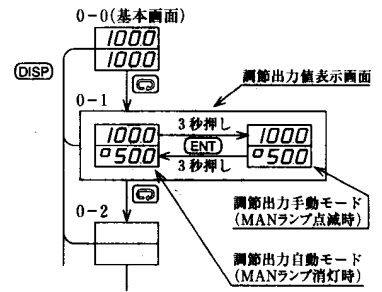 0-0(基本画面)
1000
1000
DISP
調節出力値表示画面
0-1
3秒押し
1000
ENT
1000
o500
3秒押し
o500
0-2
調節出力手動モード
(MANランプ点滅時)
調節出力自動モード
(MANランプ消灯時)